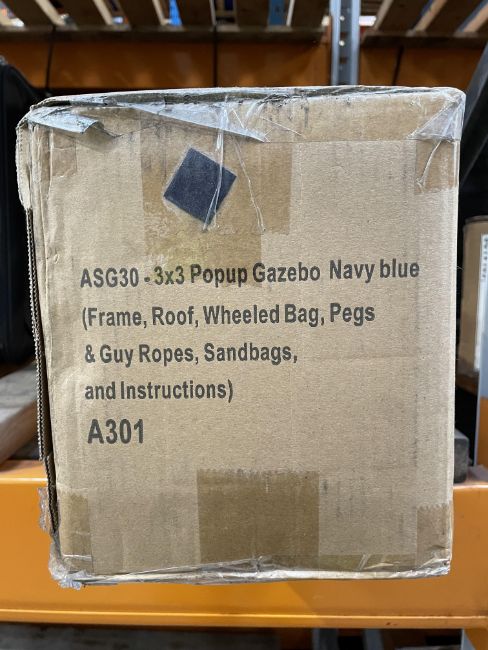 ASG30 - 3x3 Popup Gazebo Navy blue
(Frame, Roof, Wheeled Bag, Pegs
& Guy Ropes, Sandbags,
and Instructions)
A301